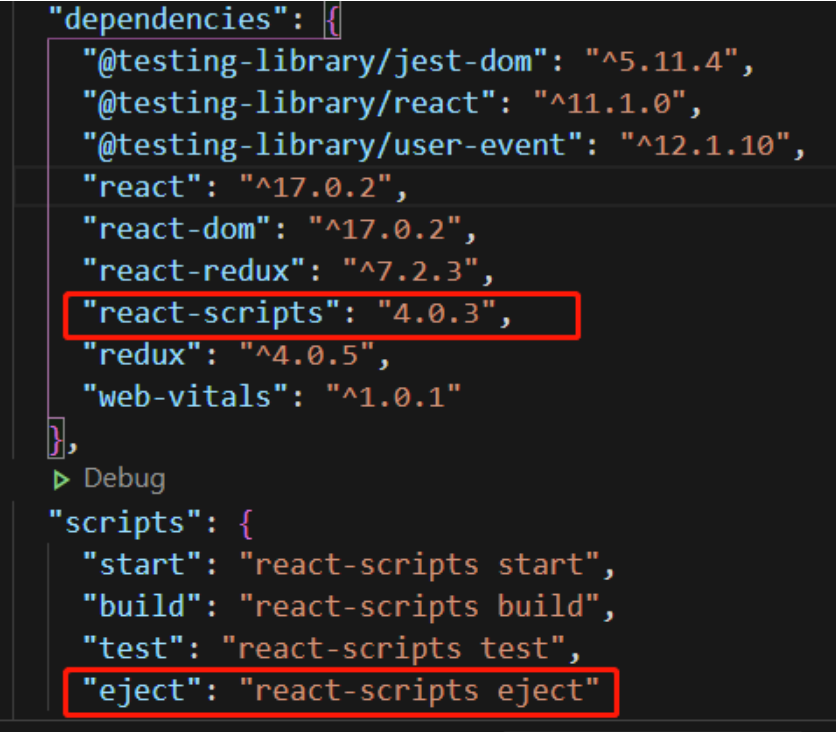 "dependencies": {
"@testing-library/jest-dom": "^5.11.4",
"@testing-library/react": "^11.1.0",
"@testing-library/user-event": "^12.1.10",
"react": "^17.0.2",
"react-dom": "^17.0.2",
"react-redux": "^7.2.3",
"react-scripts": "4.0.3",
"redux": "^4.0.5",
"web-vitals": "^1.0.1"
},
Debug
"scripts": {
"start": "react-scripts start",
"build": "react-scripts build",
"test": "react-scripts test",
"eject": "react-scripts eject"